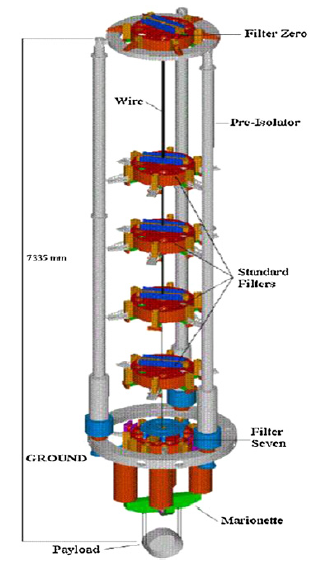 Filter Zero
Wire
Pre-Isolator
7335 mm
Standard
Filters
Filter
Seven
GROUND
Marionette
Payload